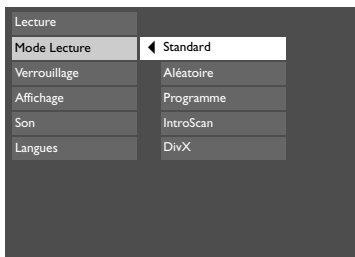 Lecture
Mode Lecture
Standard
Verrouillage
Aléatoire
Affichage
Programme
Son
IntroScan
Langues
DivX